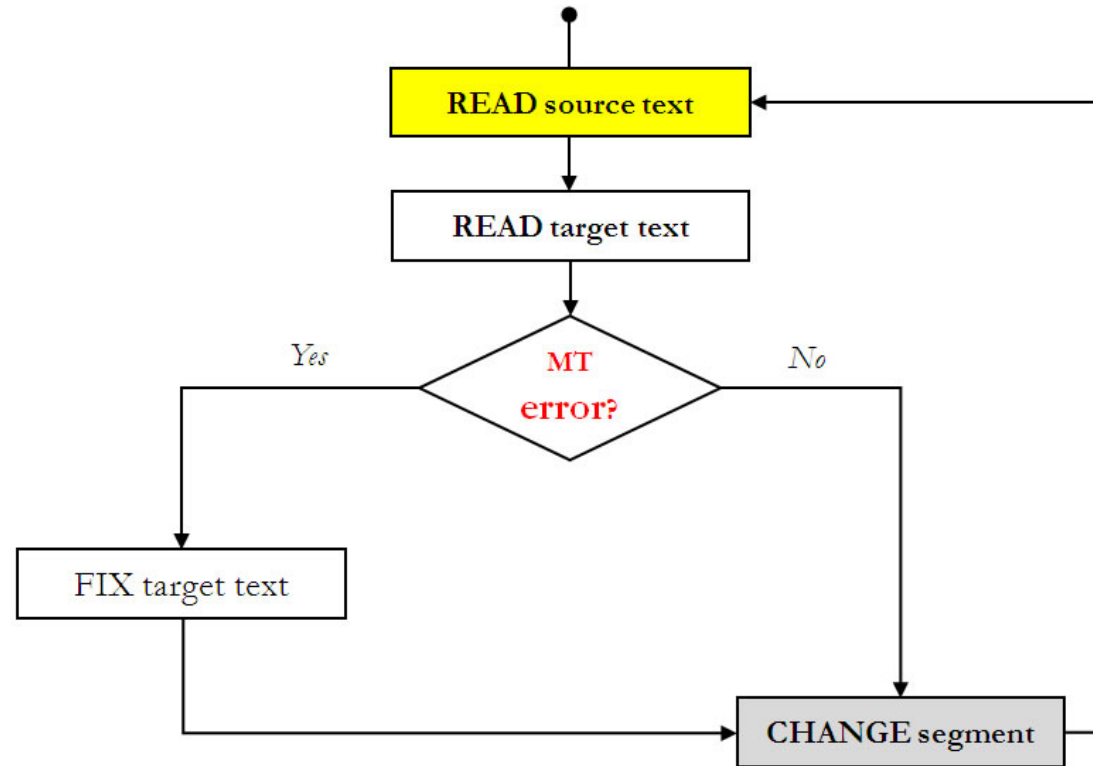 READ source text
READ target text
Yes
MT
No
error?
FIX target text
CHANGE segment